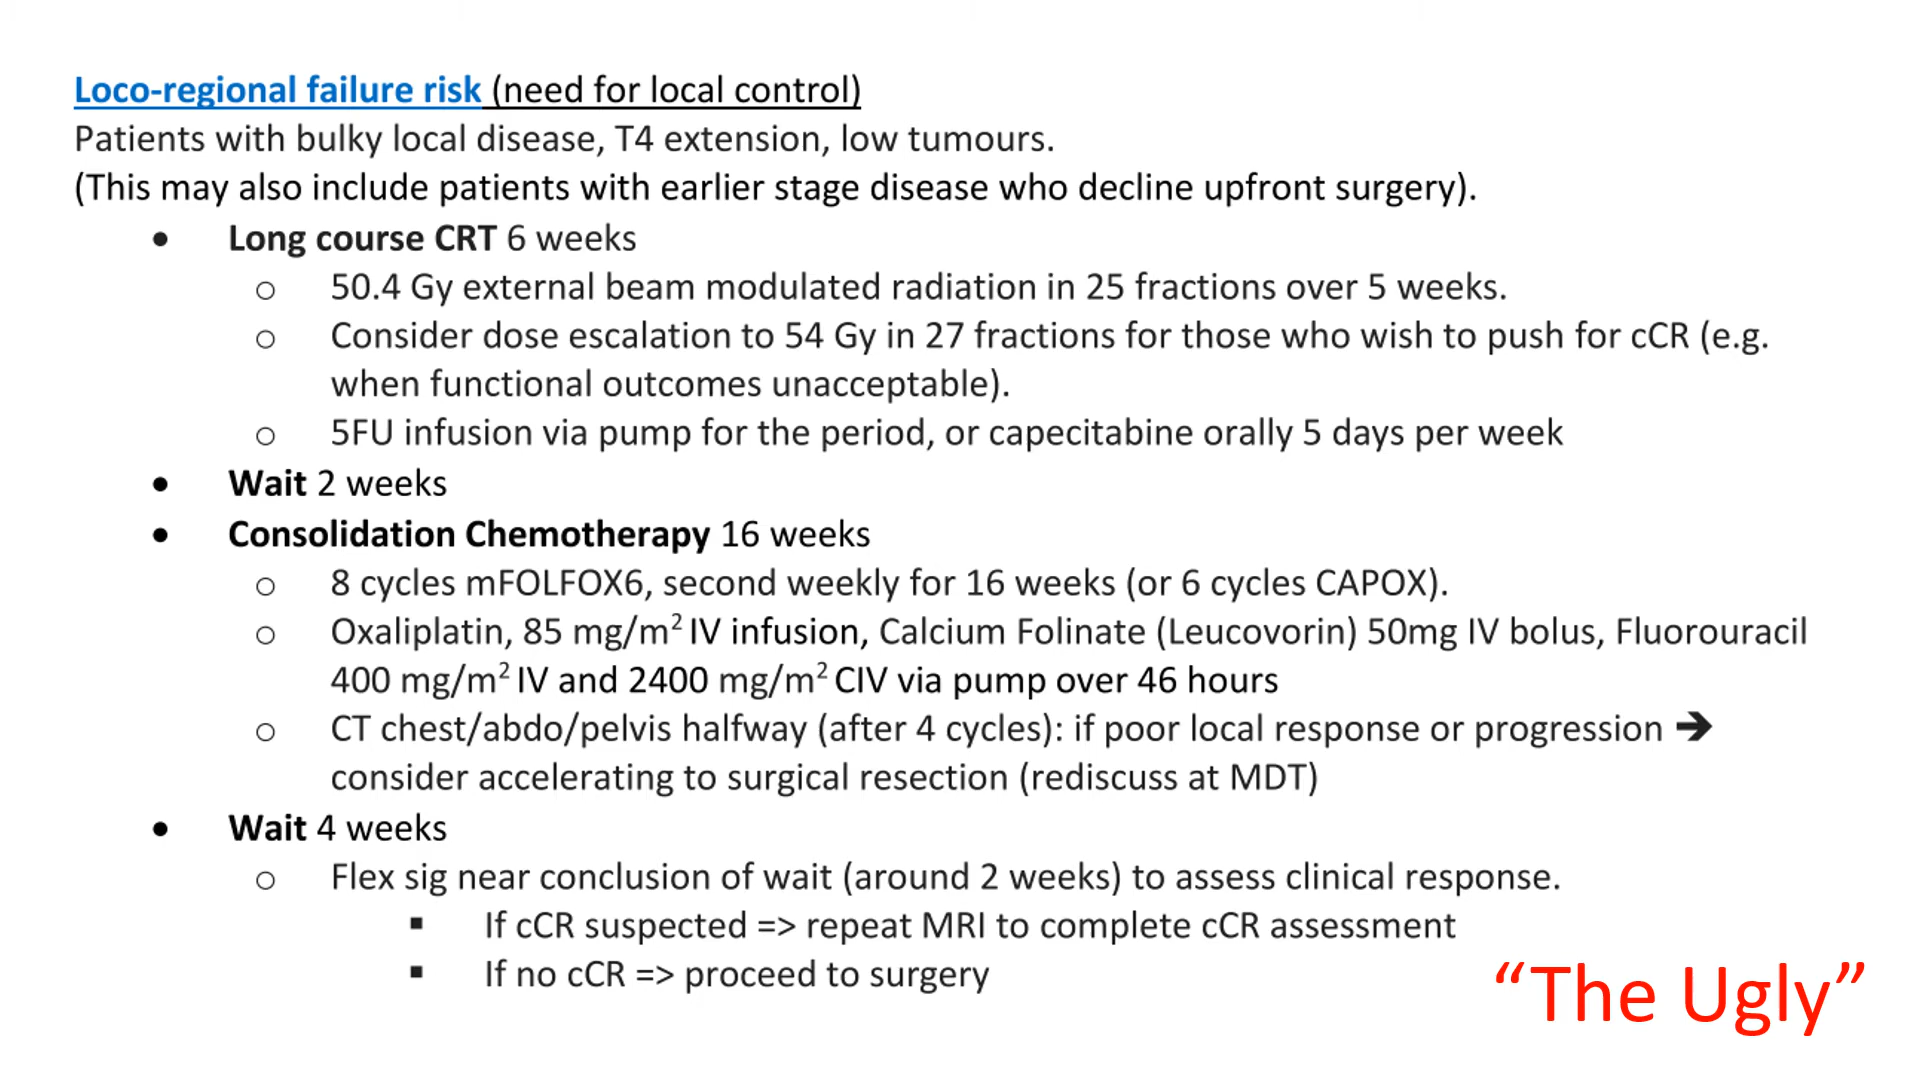 Loco-regional failure risk (need for local control)
Patients with bulky local disease, T4 extension, low tumours.
(This may also include patients with earlier stage disease who decline upfront surgery).
● Long course CRT 6 weeks
○ 50.4 Gy external beam modulated radiation in 25 fractions over 5 weeks.
○ Consider dose escalation to 54 Gy in 27 fractions for those who wish to push for cCR (e.g.
when functional outcomes unacceptable).
○ 5FU infusion via pump for the period, or capecitabine orally 5 days per week
● Wait 2 weeks
● Consolidation Chemotherapy 16 weeks
○ 8 cycles mFOLFOX6, second weekly for 16 weeks (or 6 cycles CAPOX).
○ Oxaliplatin, 85 mg/m² IV infusion, Calcium Folinate (Leucovorin) 50mg IV bolus, Fluorouracil
400 mg/m² IV and 2400 mg/m² CIV via pump over 46 hours
○ CT chest/abdo/pelvis halfway (after 4 cycles): if poor local response or progression ➔
consider accelerating to surgical resection (rediscuss at MDT)
● Wait 4 weeks
○ Flex sig near conclusion of wait (around 2 weeks) to assess clinical response.
▪ If cCR suspected => repeat MRI to complete cCR assessment
▪ If no cCR => proceed to surgery
“The Ugly”